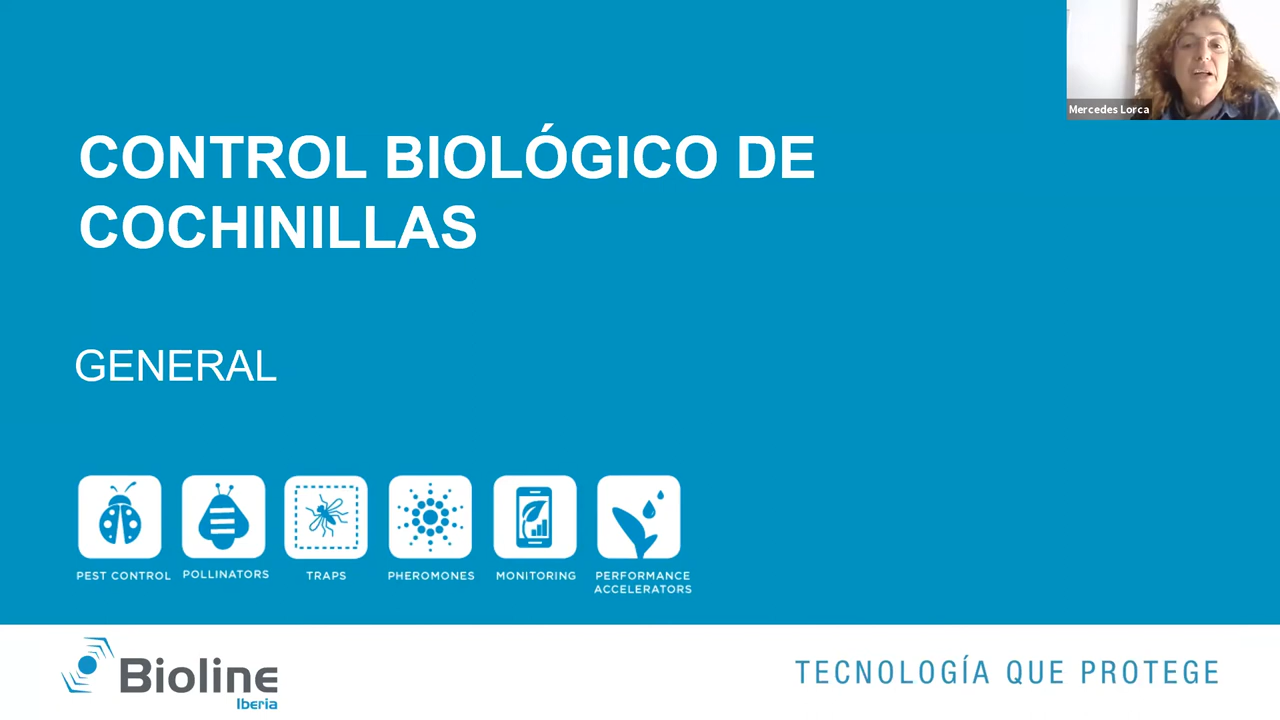 Mercedes Lorca
CONTROL BIOLÓGICO DE
COCHINILLAS
GENERAL
PEST CONTROL
POLLINATORS
TRAPS
PHEROMONES
MONITORING
PERFORMANCE
ACCELERATORS
Bioline
Iberia
TECNOLOGÍA QUE PROTEGE